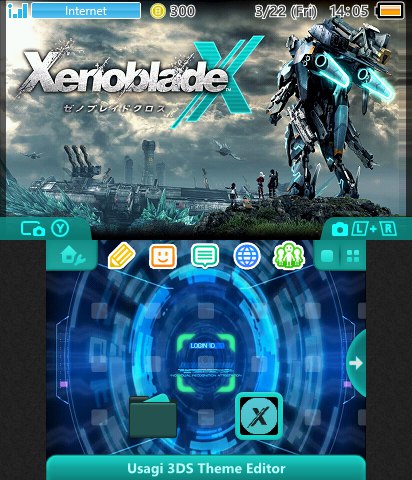 Internet
300
3/22 (Fri)
14:05
Xenoblade X
ゼノブレイドクロス
Y
L+R
LOGIN ID.
X
Usagi 3DS Theme Editor